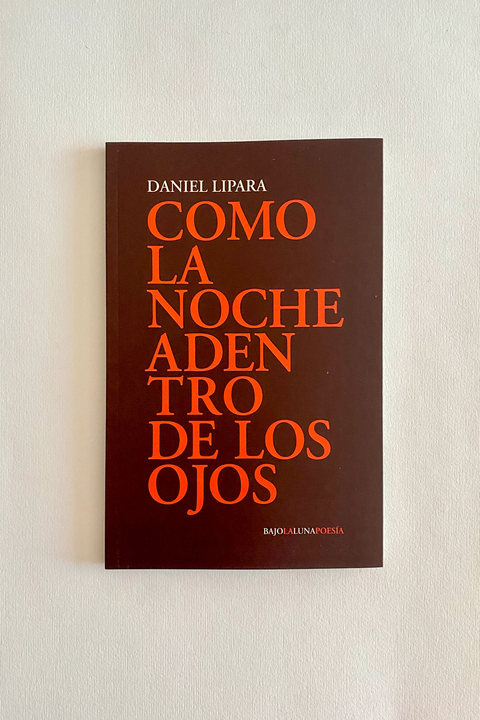 DANIEL LIPARA
COMO
LA
NOCHE
ADEN
TRO
DE LOS
OJOS
BAJOLALUNAPOESÍA